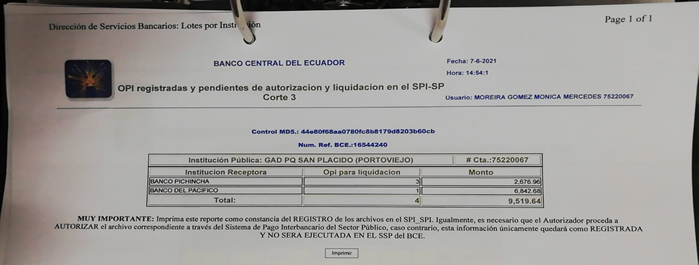 Dirección de Servicios Bancarios: Lotes por Institución
Page 1 of 1
BANCO CENTRAL DEL ECUADOR
Fecha: 7-6-2021
Hora: 14:54:1
OPI registradas y pendientes de autorizacion y liquidacion en el SPI-SP
Corte 3
Usuario: MOREIRA GOMEZ MONICA MERCEDES 75220067
Control MD5.: 44e80f68aa0780fc8b8179d8203b60cb
Num. Ref. BCE.:16544240
Institución Pública: GAD PQ SAN PLACIDO (PORTOVIEJO) # Cta.:75220067
Institucion Receptora Opi para liquidacion Monto
BANCO PICHINCHA 3 2,676.96
BANCO DEL PACIFICO 1 6,842.68
Total: 4 9,519.64
MUY IMPORTANTE: Imprima este reporte como constancia del REGISTRO de los archivos en el SPI_SPI. Igualmente, es necesario que el Autorizador proceda a
AUTORIZAR el archivo correspondiente a través del Sistema de Pago Interbancario del Sector Público, caso contrario, esta información únicamente quedará como REGISTRADA
Y NO SERA EJECUTADA EN EL SSP del BCE.
Imprimir